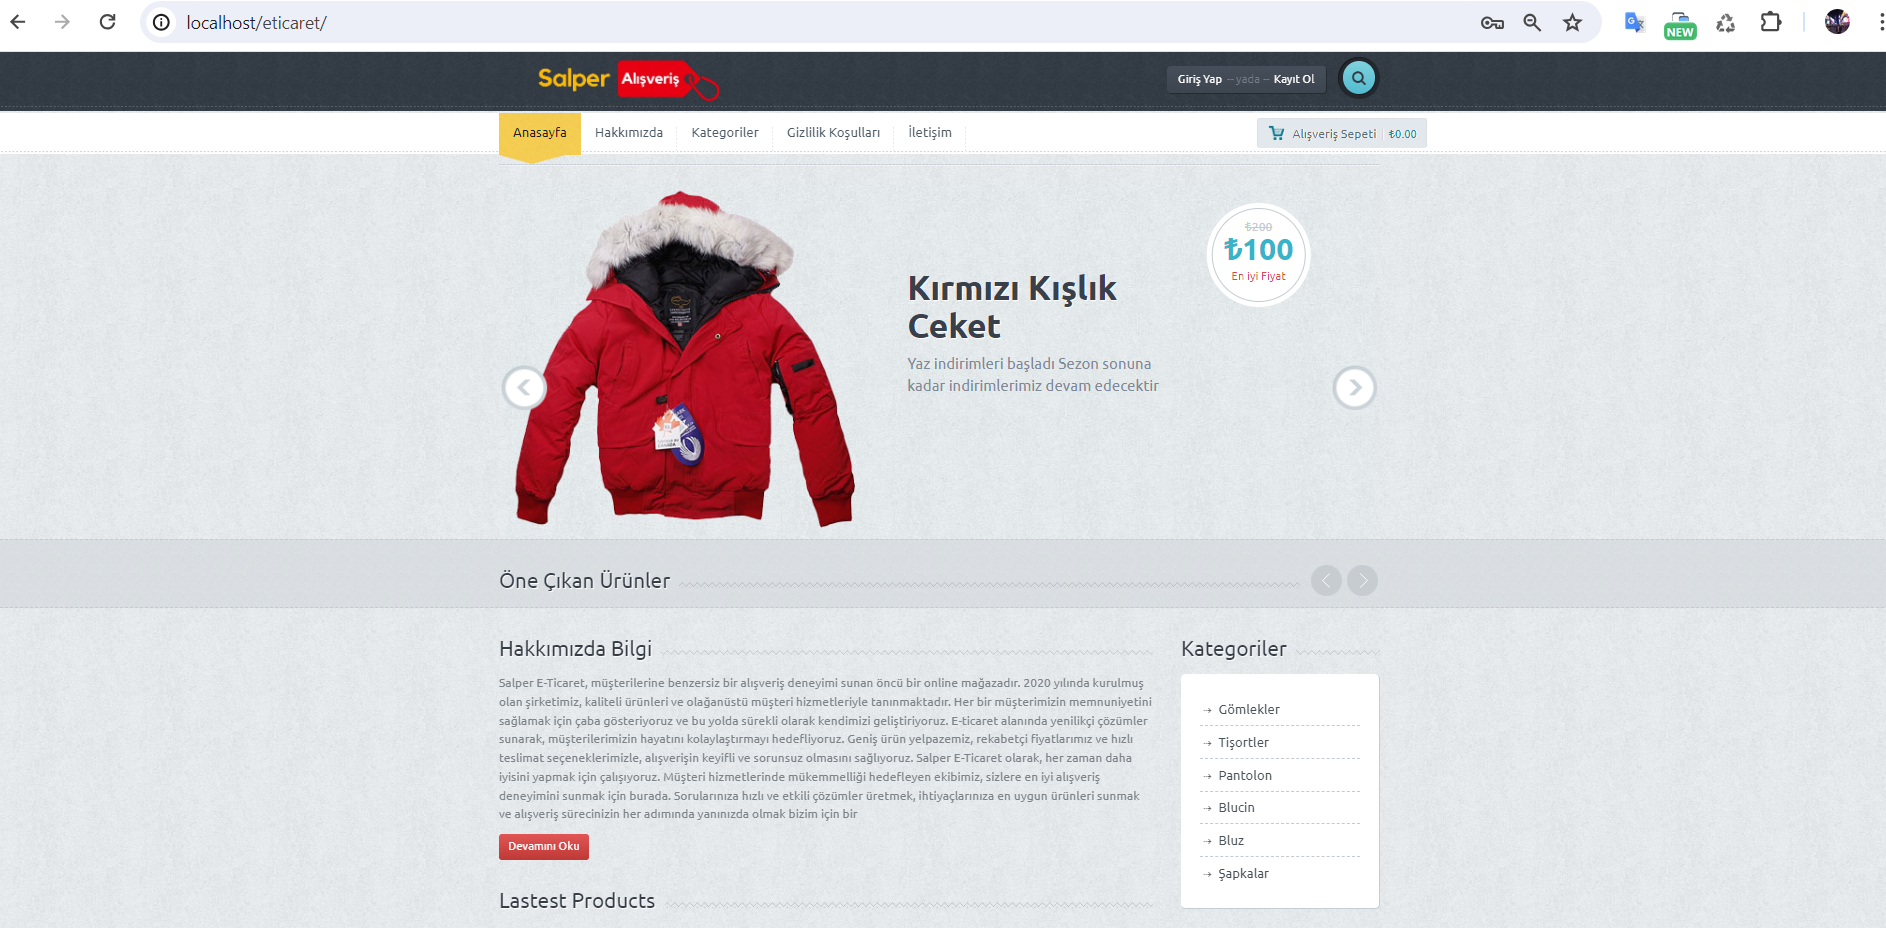 localhost/eticaret/
NEW
Salper Alışveriş
Giriş Yap -- yada -- Kayıt Ol
Anasayfa
Hakkımızda
Kategoriler
Gizlilik Koşulları
İletişim
Alışveriş Sepeti
₺0.00
₺200
₺100
En iyi Fiyat
Kırmızı Kışlık
Ceket
Yaz indirimleri başladı Sezon sonuna
kadar indirimlerimiz devam edecektir
Öne Çıkan Ürünler
Hakkımızda Bilgi
Salper E-Ticaret, müşterilerine benzersiz bir alışveriş deneyimi sunan öncü bir online mağazadır. 2020 yılında kurulmuş
olan şirketimiz, kaliteli ürünleri ve olağanüstü müşteri hizmetleriyle tanınmaktadır. Her bir müşterimizin memnuniyetini
sağlamak için çaba gösteriyoruz ve bu yolda sürekli olarak kendimizi geliştiriyoruz. E-ticaret alanında yenilikçi çözümler
sunarak, müşterilerimizin hayatını kolaylaştırmayı hedefliyoruz. Geniş ürün yelpazemiz, rekabetçi fiyatlarımız ve hızlı
teslimat seçeneklerimizle, alışverişin keyifli ve sorunsuz olmasını sağlıyoruz. Salper E-Ticaret olarak, her zaman daha
iyisini yapmak için çalışıyoruz. Müşteri hizmetlerinde mükemmelliği hedefleyen ekibimiz, sizlere en iyi alışveriş
deneyimini sunmak için burada. Sorularınıza hızlı ve etkili çözümler üretmek, ihtiyaçlarınıza en uygun ürünleri sunmak
ve alışveriş sürecinizin her adımında yanınızda olmak bizim için bir
Devamını Oku
Lastest Products
Kategoriler
Gömlekler
Tişortler
Pantolon
Blucin
Bluz
Şapkalar